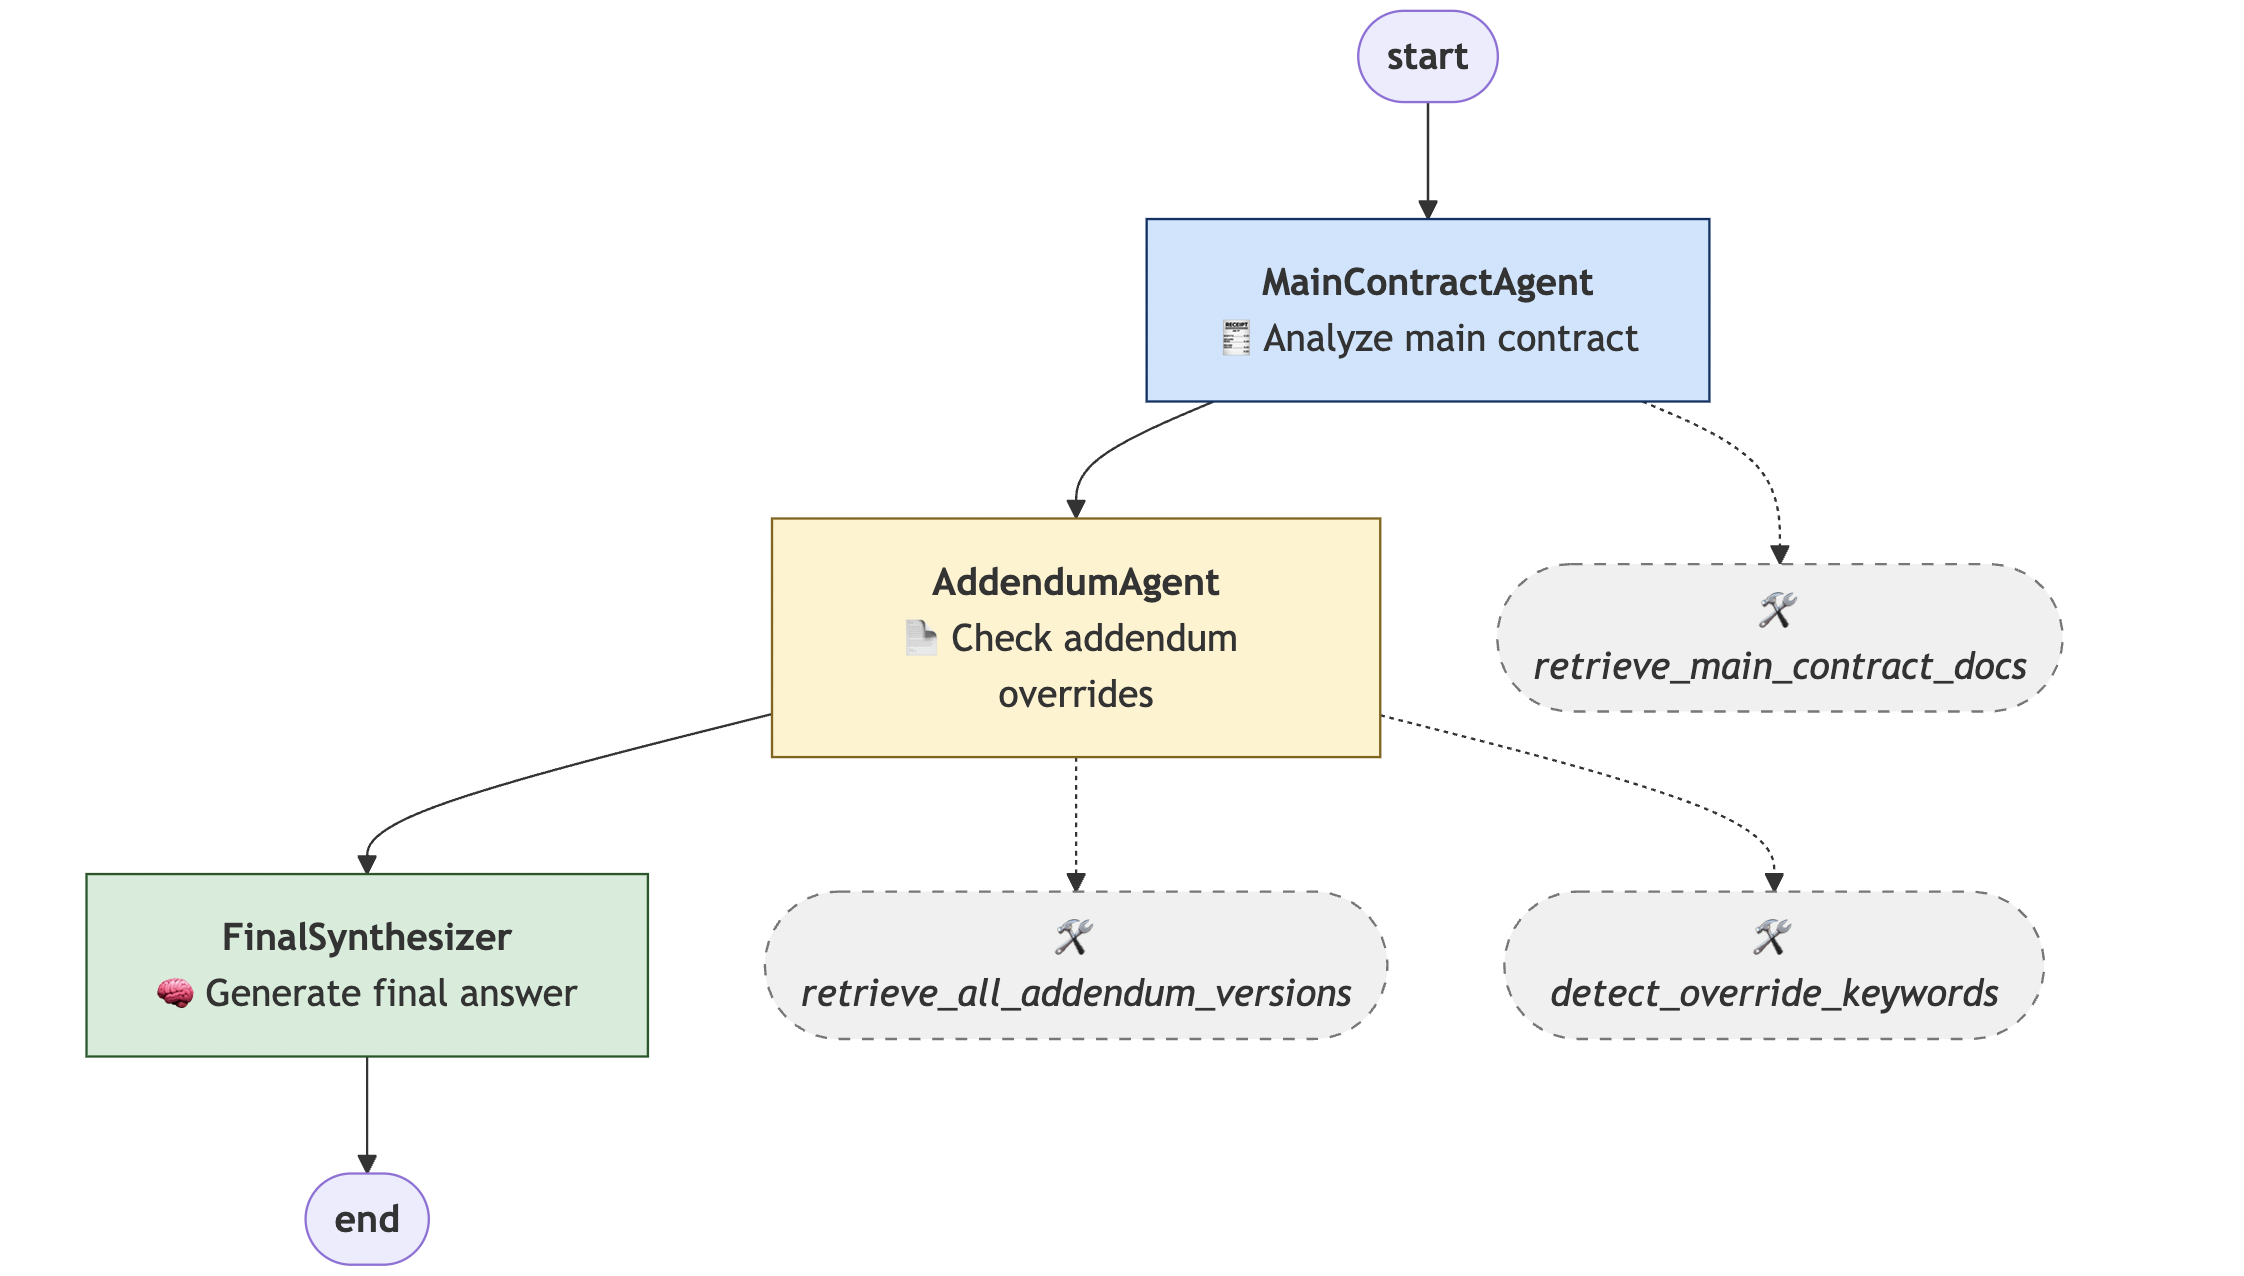 start
MainContractAgent
Analyze main contract
AddendumAgent
Check addendum
overrides
retrieve_main_contract_docs
FinalSynthesizer
Generate final answer
retrieve_all_addendum_versions
detect_override_keywords
end